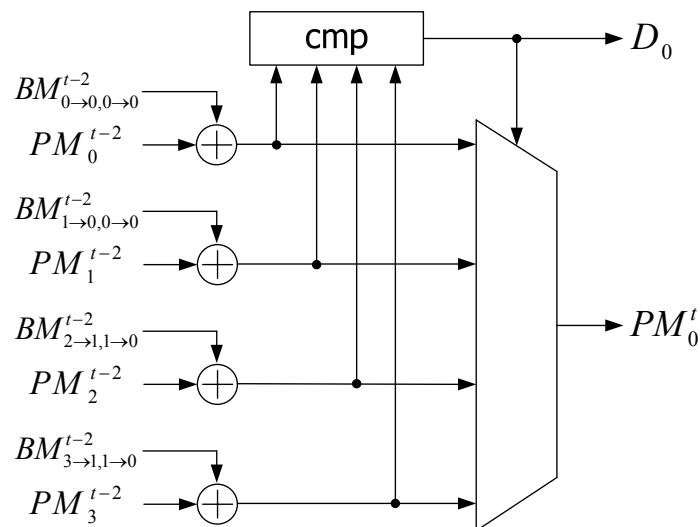 cmp
D_0
BM^{t-2}_{0→0,0→0}
PM^{t-2}_0
BM^{t-2}_{1→0,0→0}
PM^{t-2}_1
BM^{t-2}_{2→1,1→0}
PM^{t-2}_2
PM^t_0
BM^{t-2}_{3→1,1→0}
PM^{t-2}_3